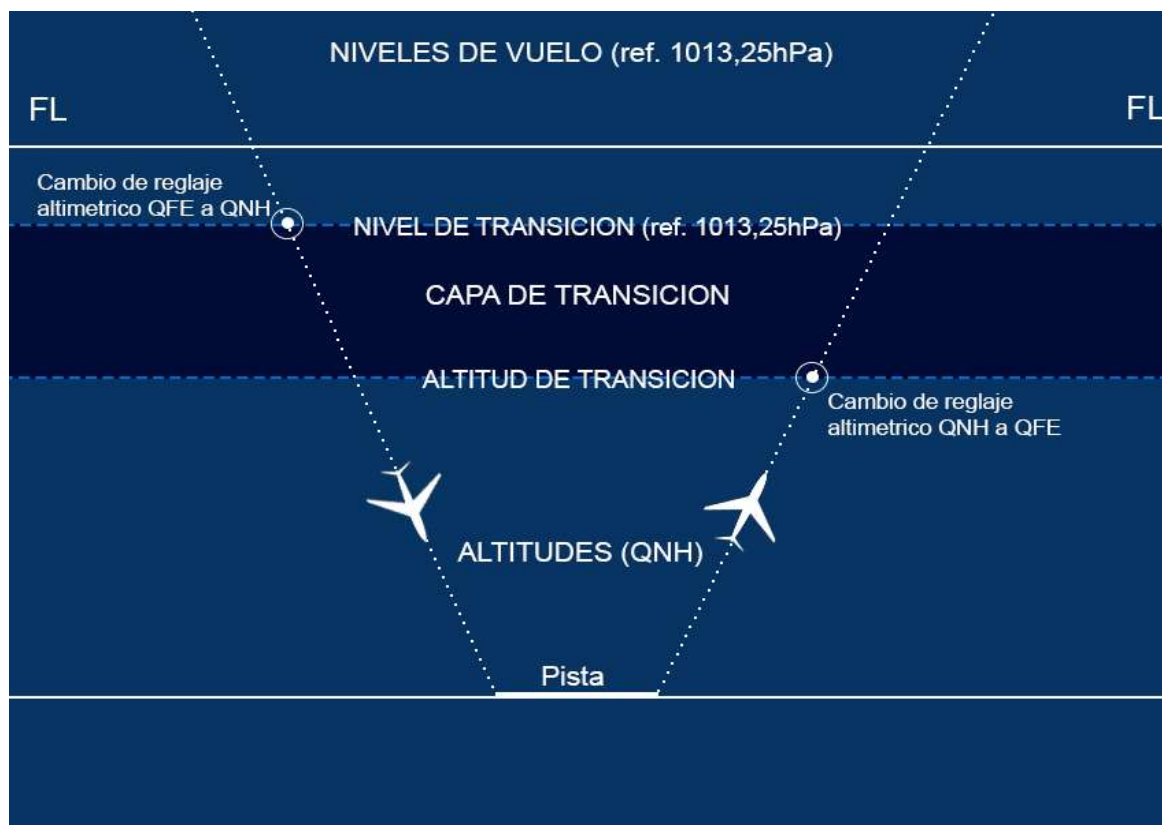 NIVELES DE VUELO (ref. 1013,25hPa)
FL
FL
Cambio de reglaje
altimetrico QFE a QNH
NIVEL DE TRANSICION (ref. 1013,25hPa)
CAPA DE TRANSICION
ALTITUD DE TRANSICION
Cambio de reglaje
altimetrico QNH a QFE
ALTITUDES (QNH)
Pista